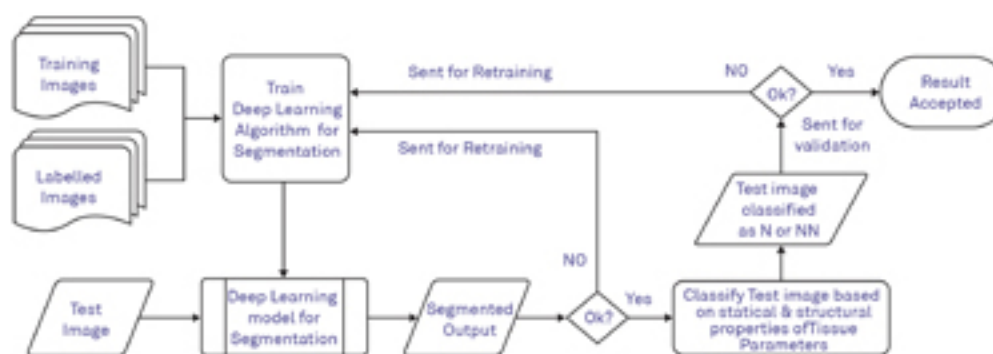 Training
Images
Labelled
Images
Train
Deep Learning
Algorithm for
Segmentation
Sent for Retraining
Sent for Retraining
NO
Ok?
Yes
Result
Accepted
Sent for
validation
Test image
classified
as N or NN
NO
Test
Image
Deep Learning
model for
Segmentation
Segmented
Output
Ok?
Yes
Classify Test image based
on statical & structural
properties ofTissue
Parameters